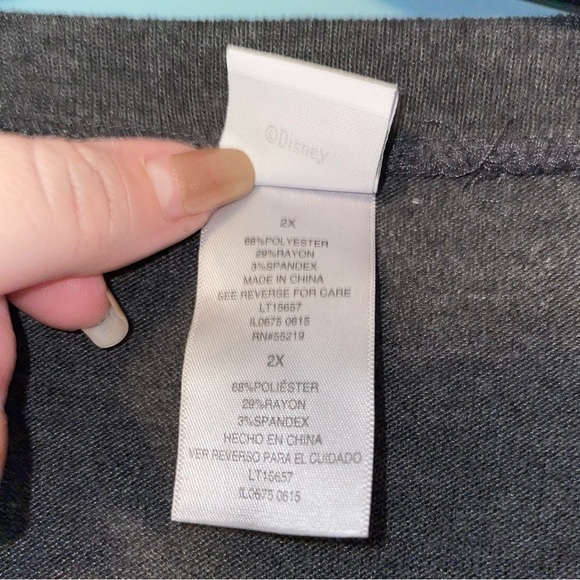 ©Disney
2X
68%POLYESTER
29%RAYON
3%SPANDEX
MADE IN CHINA
SEE REVERSE FOR CARE
LT15657
IL0675 0615
RN#55219
2X
68%POLIÉSTER
29%RAYON
3%SPANDEX
HECHO EN CHINA
VER REVERSO PARA EL CUIDADO
LT15657
IL0675 0615